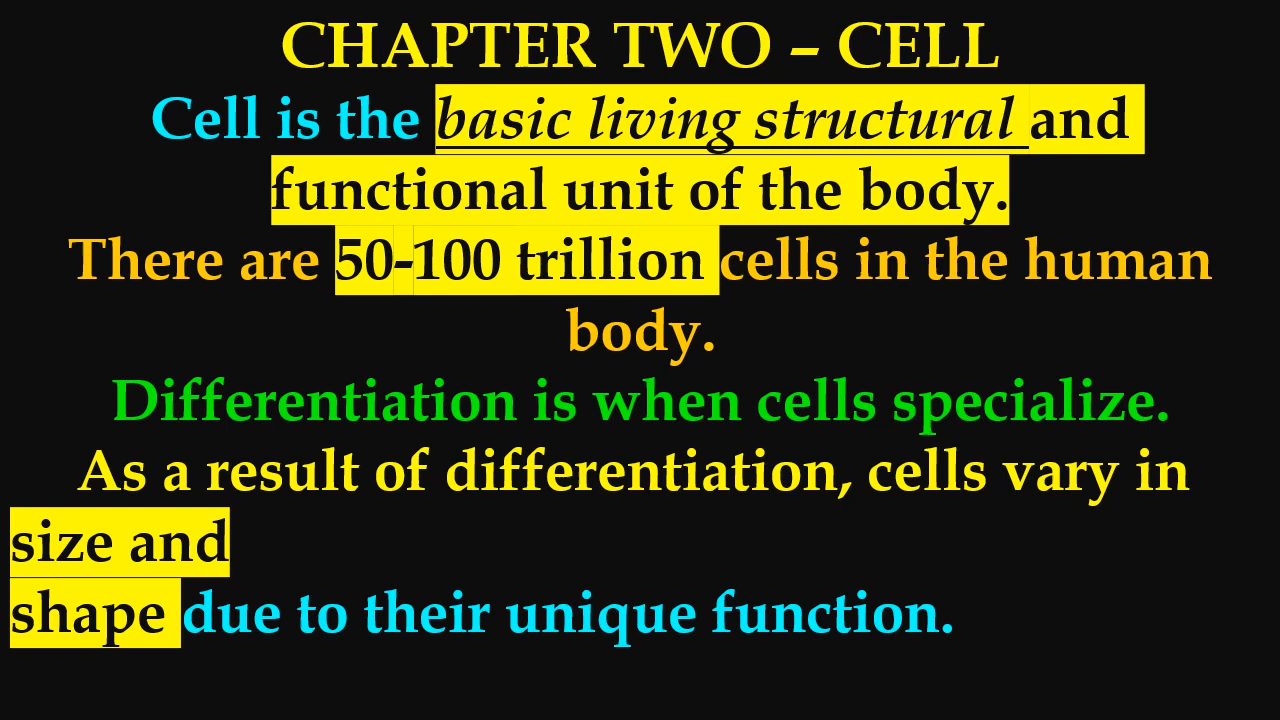 CHAPTER TWO – CELL
Cell is the basic living structural and
functional unit of the body.
There are 50-100 trillion cells in the human
body.
Differentiation is when cells specialize.
As a result of differentiation, cells vary in
size and
shape due to their unique function.